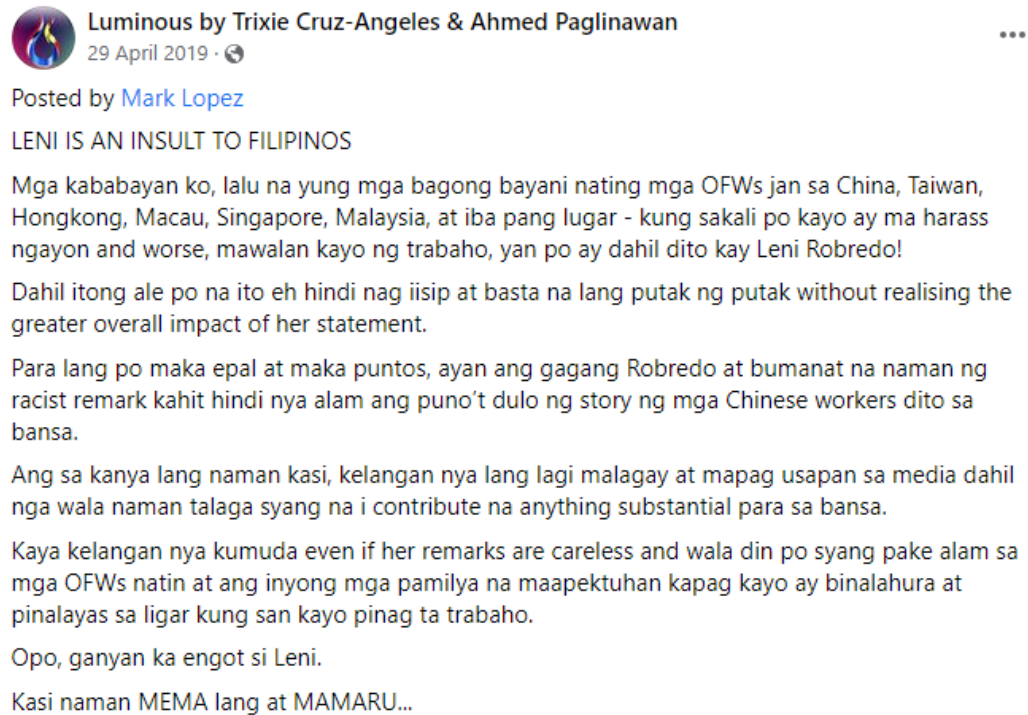 Luminous by Trixie Cruz-Angeles & Ahmed Paglinawan
29 April 2019 ·
Posted by Mark Lopez
LENI IS AN INSULT TO FILIPINOS
Mga kababayan ko, lalu na yung mga bagong bayani nating mga OFWs jan sa China, Taiwan,
Hongkong, Macau, Singapore, Malaysia, at iba pang lugar - kung sakali po kayo ay ma harass
ngayon and worse, mawalan kayo ng trabaho, yan po ay dahil dito kay Leni Robredo!
Dahil itong ale po na ito eh hindi nag iisip at basta na lang putak ng putak without realising the
greater overall impact of her statement.
Para lang po maka epal at maka puntos, ayan ang gagang Robredo at bumanat na naman ng
racist remark kahit hindi nya alam ang puno't dulo ng story ng mga Chinese workers dito sa
bansa.
Ang sa kanya lang naman kasi, kelangan nya lang lagi malagay at mapag usapan sa media dahil
nga wala naman talaga syang na i contribute na anything substantial para sa bansa.
Kaya kelangan nya kumuda even if her remarks are careless and wala din po syang pake alam sa
mga OFWs natin at ang inyong mga pamilya na maapektuhan kapag kayo ay binalahura at
pinalayas sa ligar kung san kayo pinag ta trabaho.
Opo, ganyan ka engot si Leni.
Kasi naman MEMA lang at MAMARU...